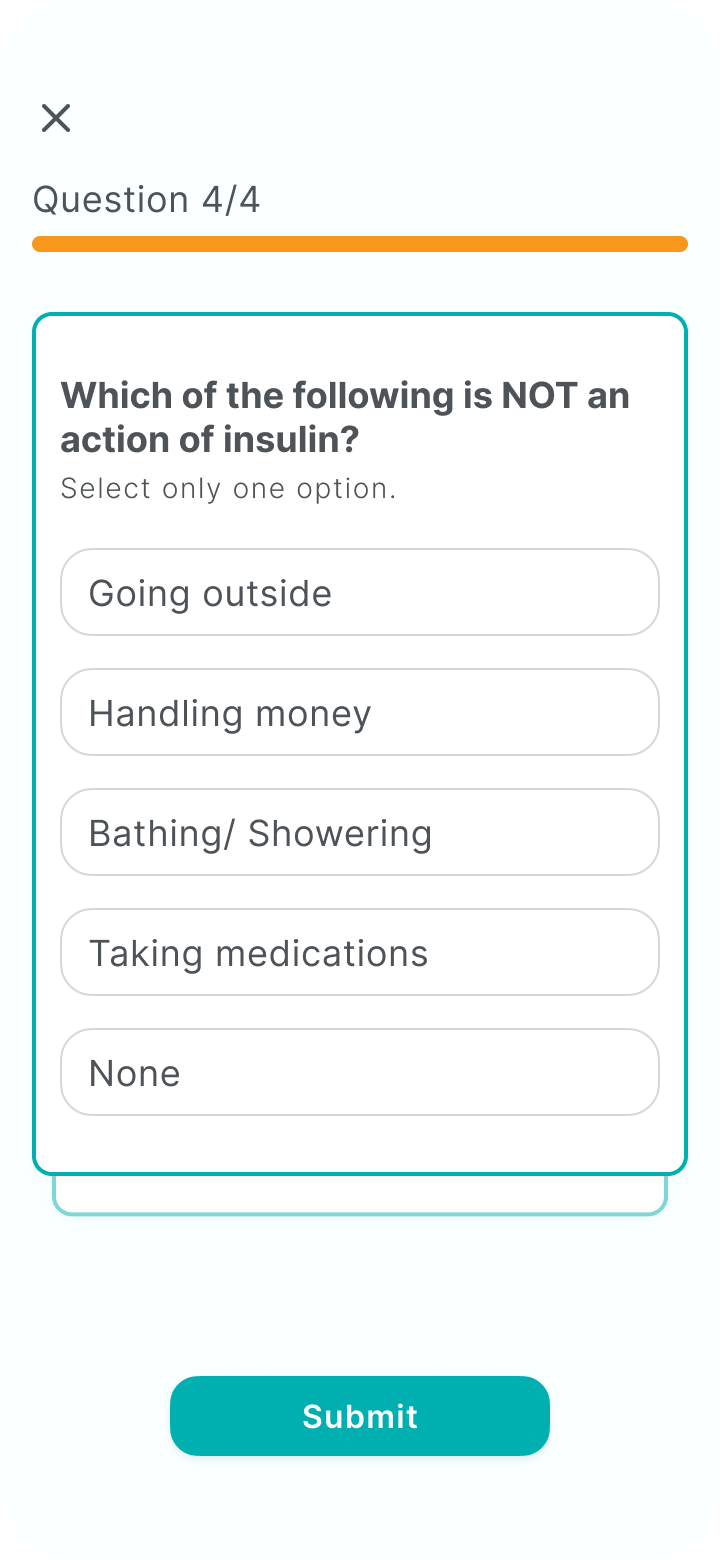 Question 4/4
Which of the following is NOT an
action of insulin?
Select only one option.
Going outside
Handling money
Bathing/ Showering
Taking medications
None
Submit